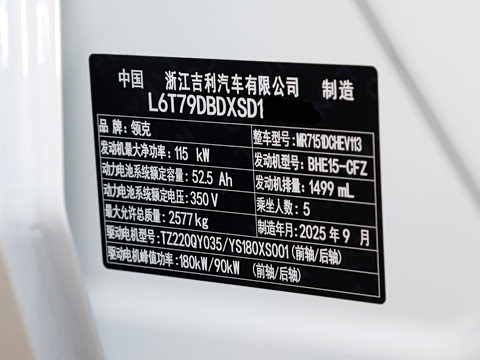 中国 浙江吉利汽车有限公司 制造
L6T79DBDXSD1
品牌:领克 整车型号:MR7151DCHEV113
发动机最大净功率:115 kW 发动机型号:BHE15-CFZ
动力电池系统额定容量:52.5 Ah 发动机排量:1499 mL
动力电池系统额定电压:350 V 乘坐人数:5
最大允许总质量:2577kg 制造年月:2025年9月
驱动电机型号:TZ220QY035/YS180XS001(前轴/后轴)
驱动电机峰值功率:180kW/90kW (前轴/后轴)